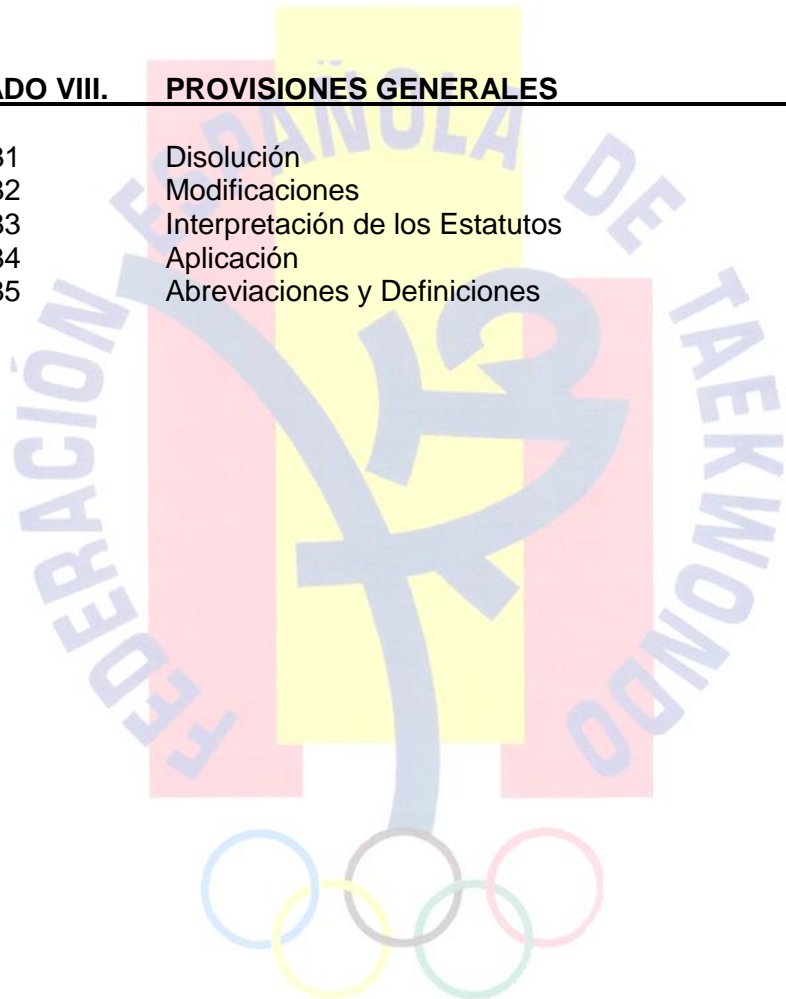 ADO VIII. PROVISIONES GENERALES
31 Disolución
32 Modificaciones
33 Interpretación de los Estatutos
34 Aplicación
35 Abreviaciones y Definiciones
FEDERACIÓN ESPAÑOLA DE TAEKWONDO